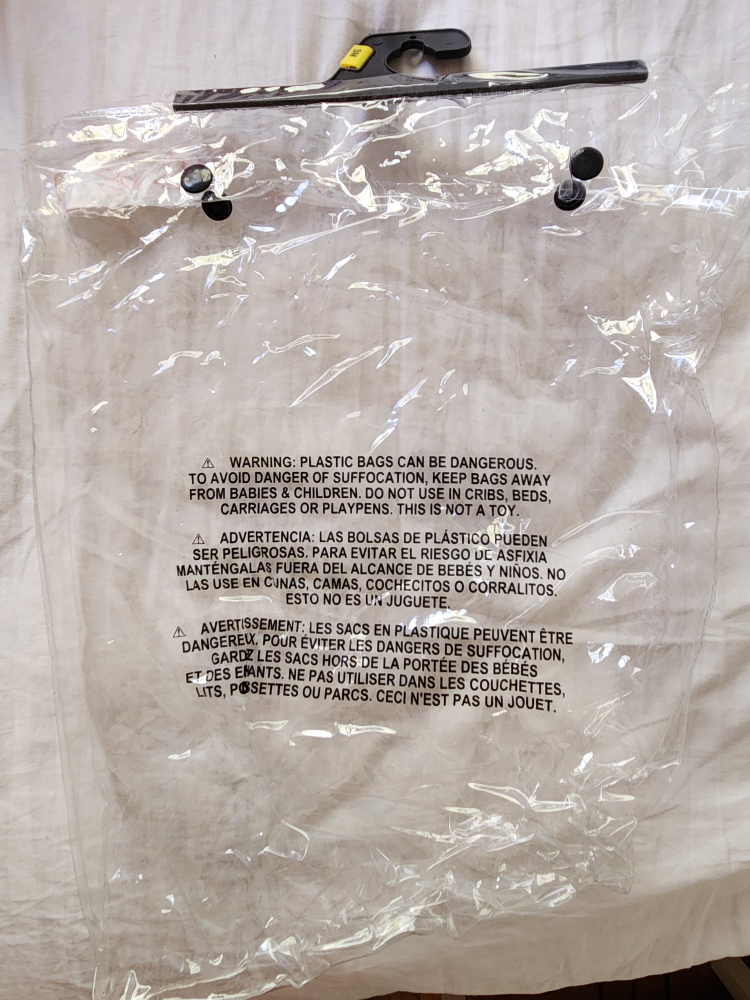 ⚠ WARNING: PLASTIC BAGS CAN BE DANGEROUS.
TO AVOID DANGER OF SUFFOCATION, KEEP BAGS AWAY
FROM BABIES & CHILDREN. DO NOT USE IN CRIBS, BEDS,
CARRIAGES OR PLAYPENS. THIS IS NOT A TOY.
⚠ ADVERTENCIA: LAS BOLSAS DE PLÁSTICO PUEDEN
SER PELIGROSAS. PARA EVITAR EL RIESGO DE ASFIXIA
MANTÉNGALAS FUERA DEL ALCANCE DE BEBÉS Y NIÑOS. NO
LAS USE EN CUNAS, CAMAS, COCHECITOS O CORRALITOS.
ESTO NO ES UN JUGUETE.
⚠ AVERTISSEMENT: LES SACS EN PLASTIQUE PEUVENT ÊTRE
DANGEREUX. POUR ÉVITER LES DANGERS DE SUFFOCATION,
GARDEZ LES SACS HORS DE LA PORTÉE DES BÉBÉS
ET DES ENFANTS. NE PAS UTILISER DANS LES COUCHETTES,
LITS, POUSSETTES OU PARCS. CECI N'EST PAS UN JOUET.